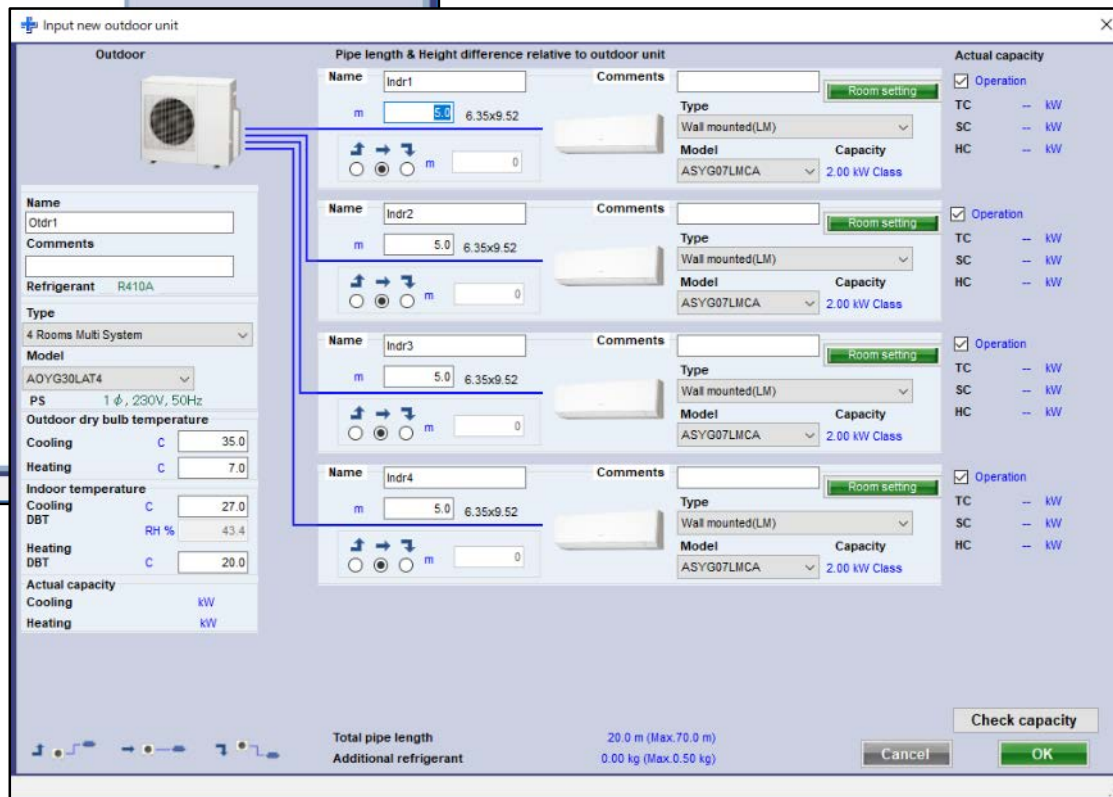 Input new outdoor unit
Outdoor
Pipe length & Height difference relative to outdoor unit
Actual capacity
Name Indr1 Comments Room setting Operation
m 5.0 6.35x9.52 Type TC -- kW
Wall mounted(LM) SC -- kW
m 0 Model Capacity HC -- kW
ASYG07LMCA 2.00 kW Class
Name Indr2 Comments Room setting Operation
m 5.0 6.35x9.52 Type TC -- kW
Wall mounted(LM) SC -- kW
m 0 Model Capacity HC -- kW
ASYG07LMCA 2.00 kW Class
Name Indr3 Comments Room setting Operation
m 5.0 6.35x9.52 Type TC -- kW
Wall mounted(LM) SC -- kW
m 0 Model Capacity HC -- kW
ASYG07LMCA 2.00 kW Class
Name Indr4 Comments Room setting Operation
m 5.0 6.35x9.52 Type TC -- kW
Wall mounted(LM) SC -- kW
m 0 Model Capacity HC -- kW
ASYG07LMCA 2.00 kW Class
Name
Otdr1
Comments
Refrigerant R410A
Type
4 Rooms Multi System
Model
AOYG30LAT4
PS 1 ϕ, 230V, 50Hz
Outdoor dry bulb temperature
Cooling C 35.0
Heating C 7.0
Indoor temperature
Cooling DBT C 27.0
RH % 43.4
Heating DBT C 20.0
Actual capacity
Cooling kW
Heating kW
Total pipe length 20.0 m (Max.70.0 m)
Additional refrigerant 0.00 kg (Max.0.50 kg)
Check capacity
Cancel
OK